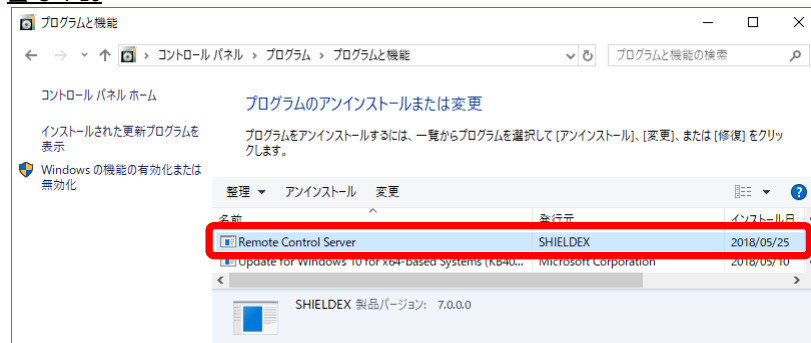 プログラムと機能
コントロール パネル › プログラム › プログラムと機能
プログラムと機能の検索
コントロール パネル ホーム
インストールされた更新プログラムを
表示
Windows の機能の有効化または
無効化
プログラムのアンインストールまたは変更
プログラムをアンインストールするには、一覧からプログラムを選択して [アンインストール]、[変更]、または [修復] をクリッ
クします。
整理 アンインストール 変更
名前 発行元 インストール日
Remote Control Server SHIELDEX 2018/05/25
Update for Windows 10 for x64-based Systems (KB40... Microsoft Corporation 2018/05/10
SHIELDEX 製品バージョン: 7.0.0.0